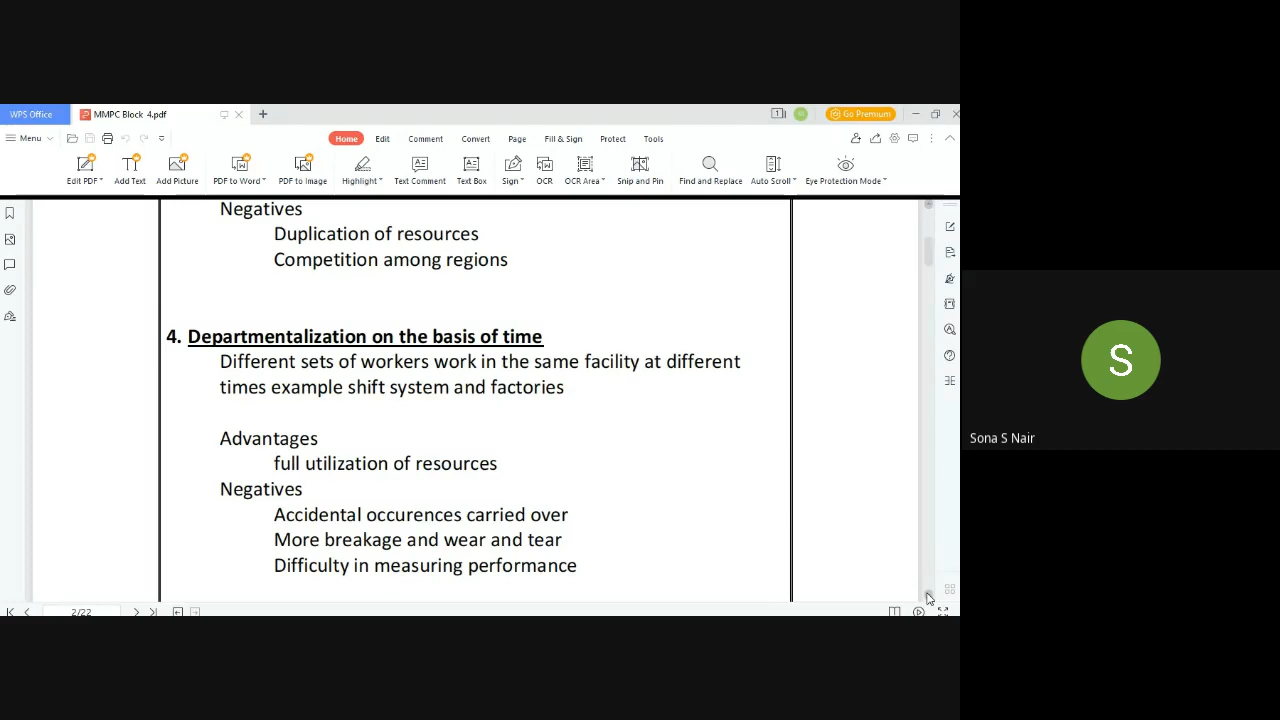 WPS Office MMPC Block 4.pdf Go Premium
Menu Home Edit Comment Convert Page Fill & Sign Protect Tools
Edit PDF Add Text Add Picture PDF to Word PDF to Image Highlight Text Comment Text Box Sign OCR OCR Area Snip and Pin Find and Replace Auto Scroll Eye Protection Mode
Negatives
Duplication of resources
Competition among regions
4. Departmentalization on the basis of time
Different sets of workers work in the same facility at different
times example shift system and factories
Advantages
full utilization of resources
Negatives
Accidental occurences carried over
More breakage and wear and tear
Difficulty in measuring performance
2/22
S
Sona S Nair